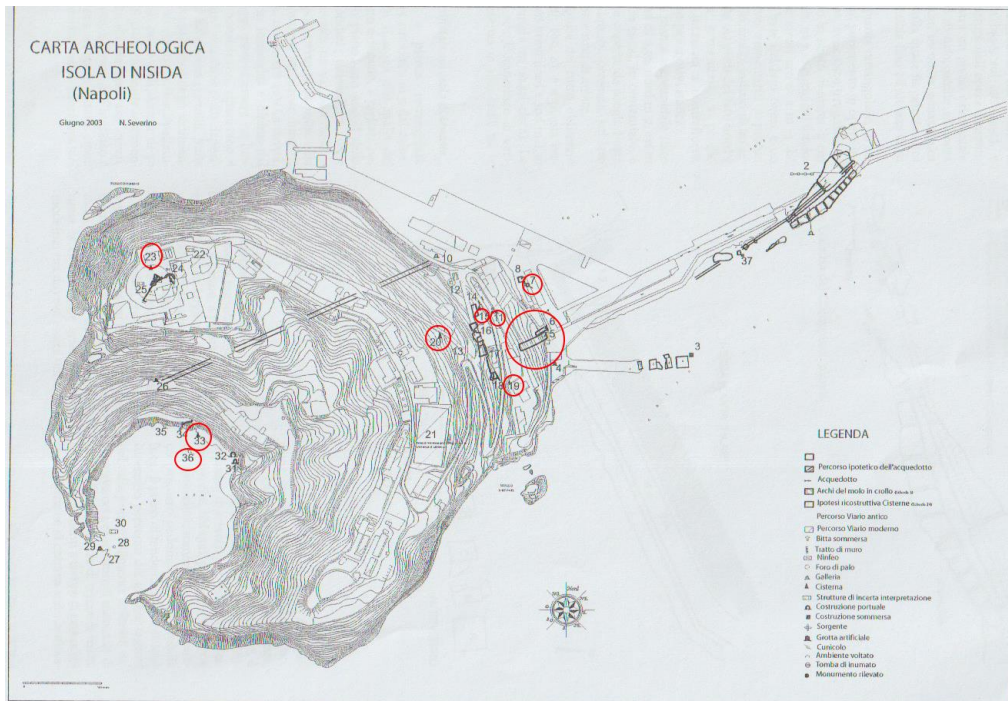 CARTA ARCHEOLOGICA
ISOLA DI NISIDA
(Napoli)
Giugno 2003 N. Severino
2
37
10
8
7
12
14
15
11
16
6
5
13
20
4
3
18
19
23
22
24
25
26
21
35
34
33
36
32
31
30
29
28
27
LEGENDA
Percorso ipotetico dell'acquedotto
Acquedotto
Archi del molo in crollo
Ipotesi ricostruttiva Cisterne
Percorso Viario antico
Percorso Viario moderno
Bitta sommersa
Tratto di muro
Ninfeo
Foro di palo
Galleria
Cisterna
Strutture di incerta interpretazione
Costruzione portuale
Costruzione sommersa
Sorgente
Grotta artificiale
Cunicolo
Ambiente voltato
Tomba di inumato
Monumento rilevato